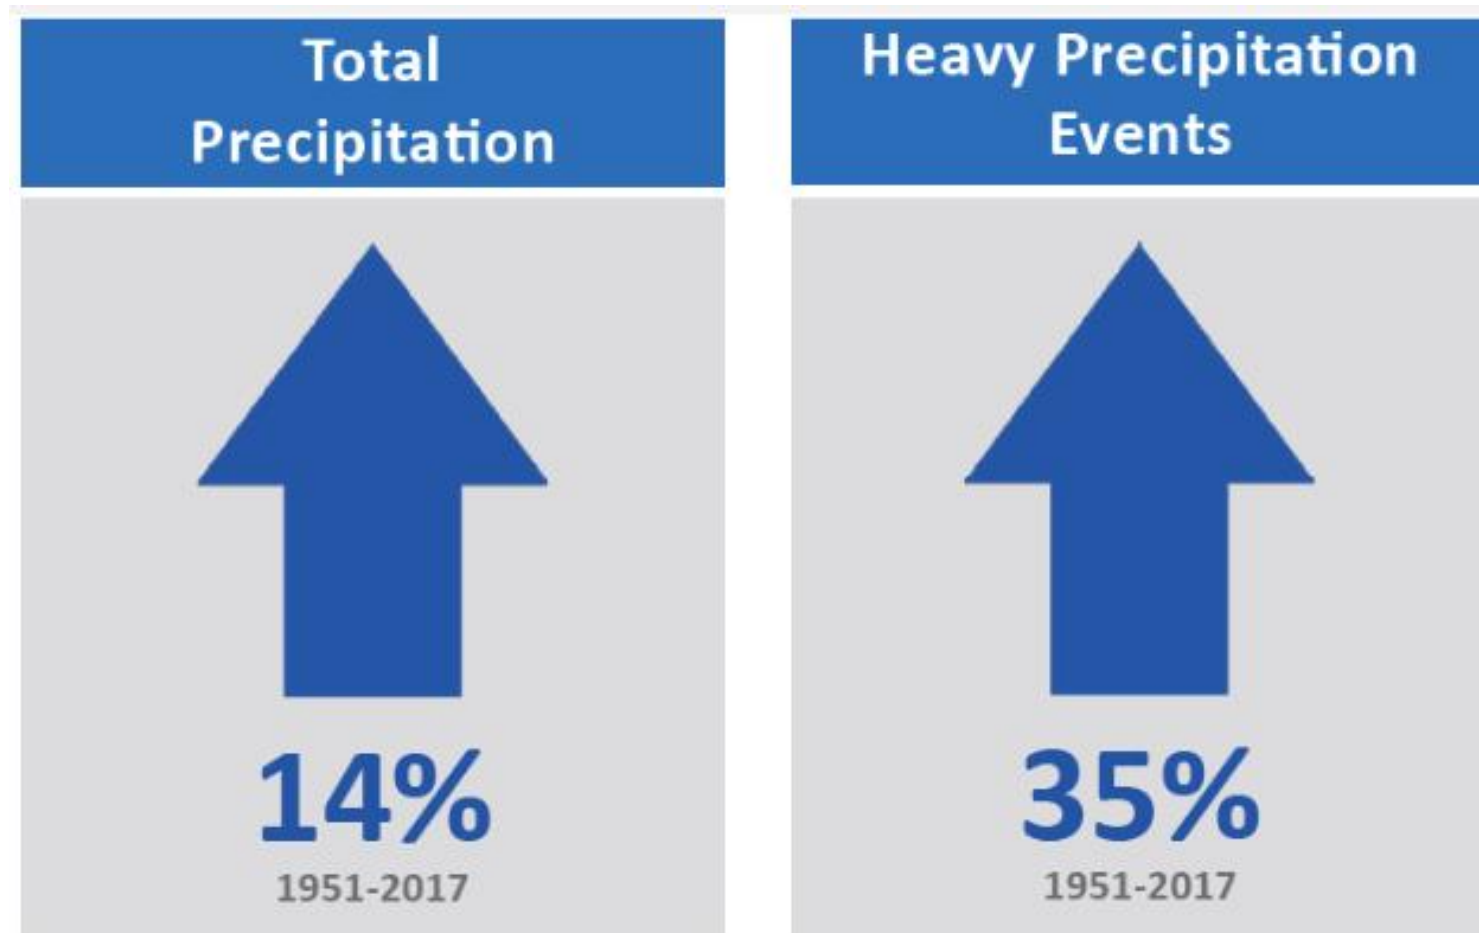 Total
Precipitation
14%
1951-2017
Heavy Precipitation
Events
35%
1951-2017